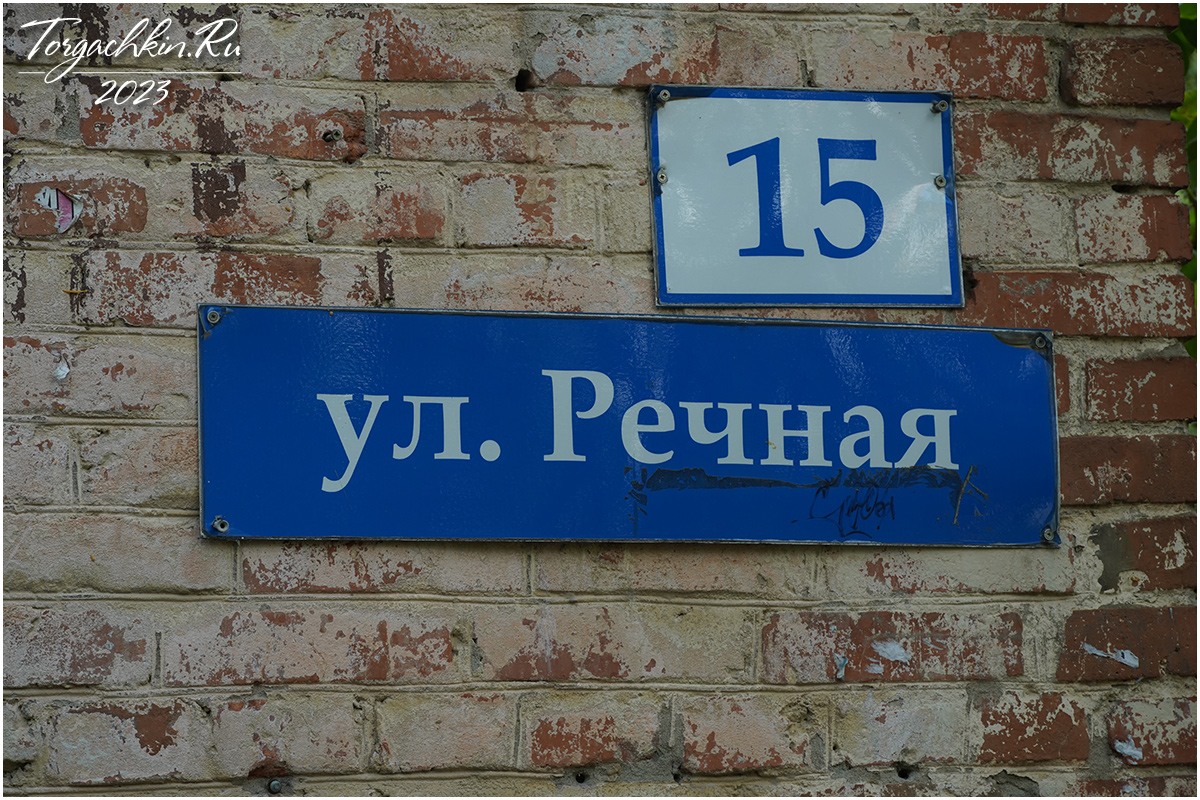 Torgachkin.Ru
2023
15
ул. Речная